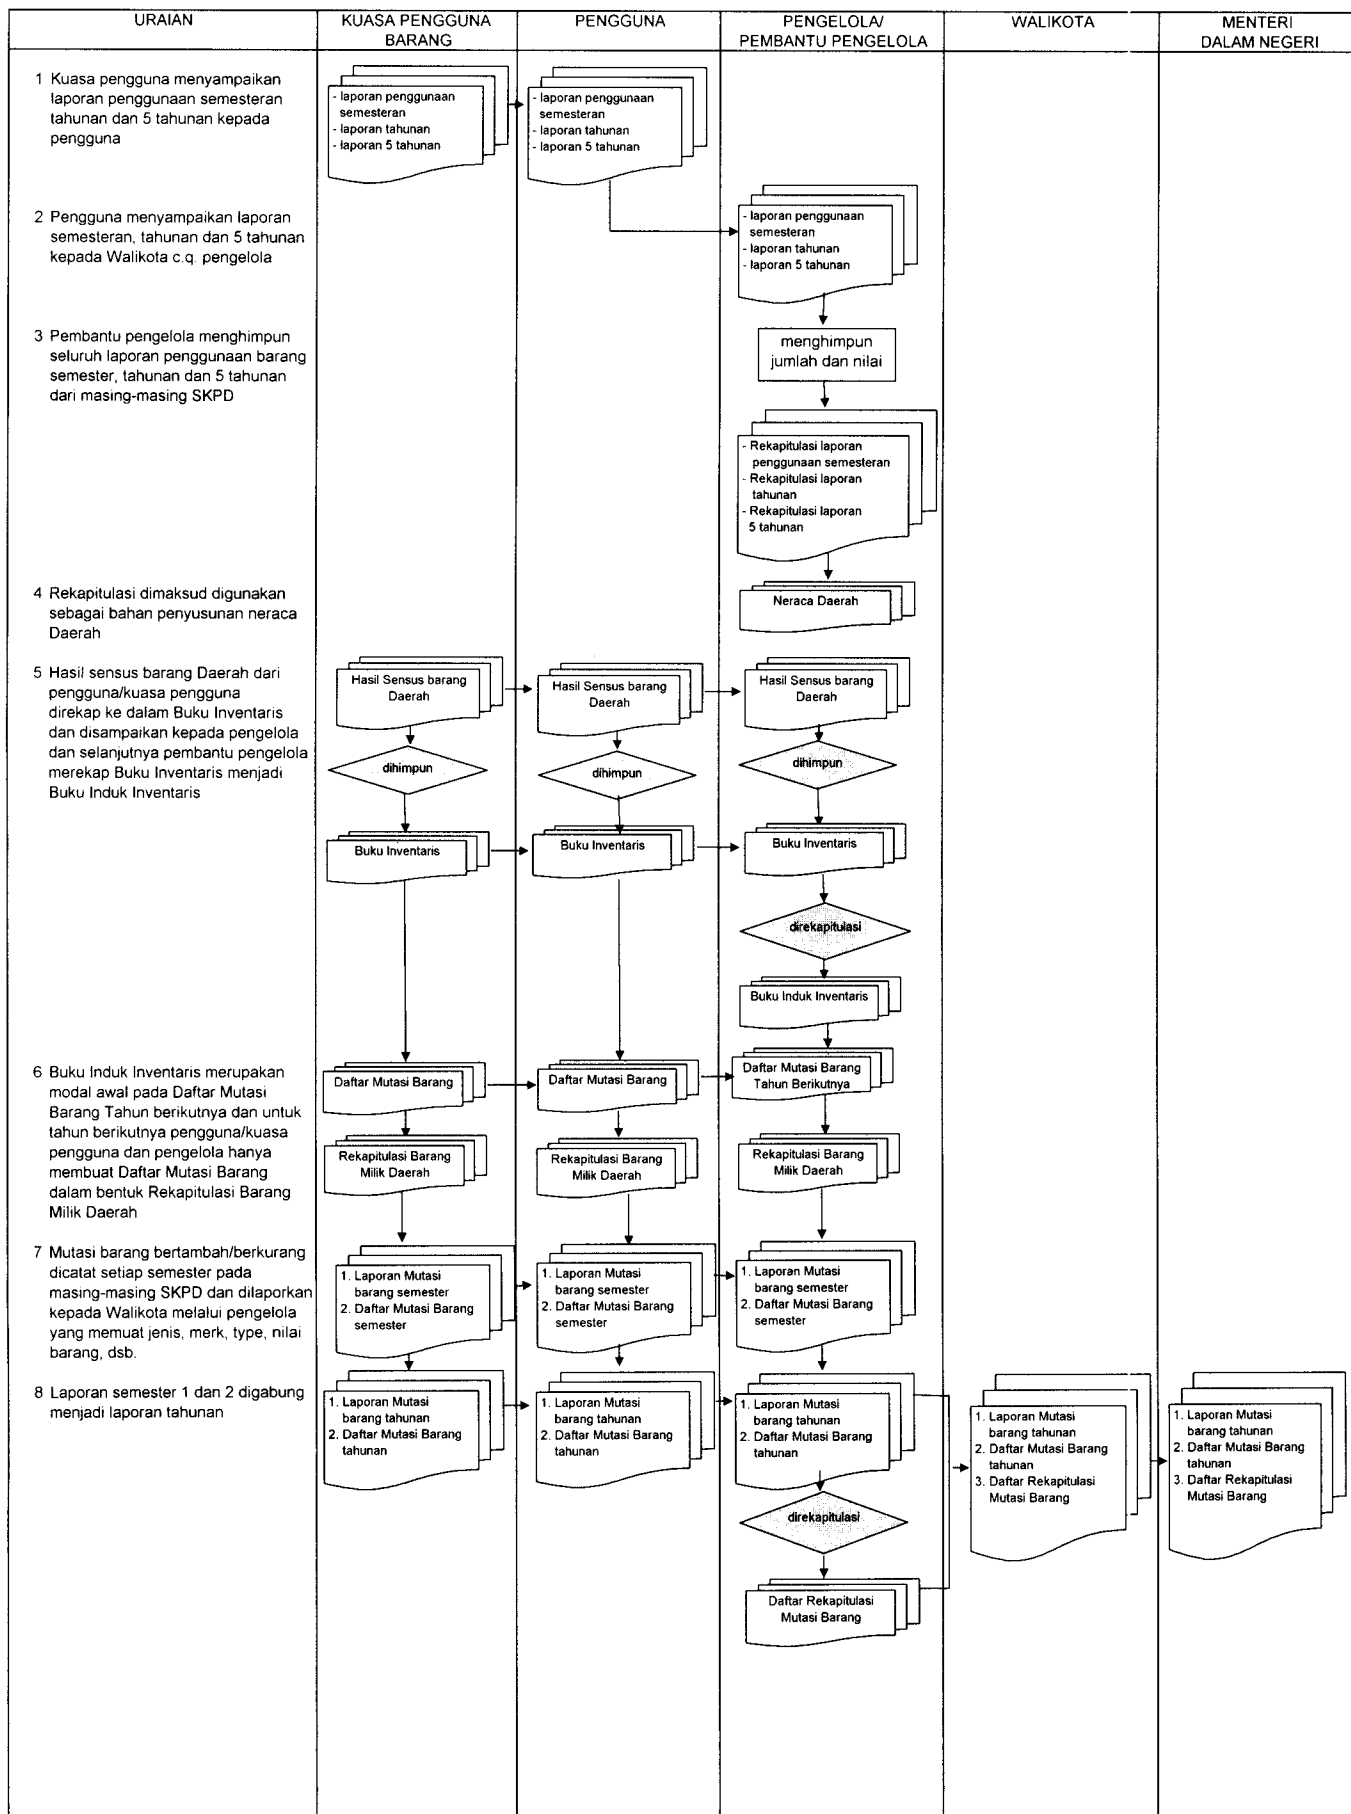 URAIAN
KUASA PENGGUNA
BARANG
PENGGUNA
PENGELOLA/
PEMBANTU PENGELOLA
WALIKOTA
MENTERI
DALAM NEGERI
1 Kuasa pengguna menyampaikan
laporan penggunaan semesteran
tahunan dan 5 tahunan kepada
pengguna
- laporan penggunaan
semesteran
- laporan tahunan
- laporan 5 tahunan
- laporan penggunaan
semesteran
- laporan tahunan
- laporan 5 tahunan
2 Pengguna menyampaikan laporan
semesteran, tahunan dan 5 tahunan
kepada Walikota c.q. pengelola
- laporan penggunaan
semesteran
- laporan tahunan
- laporan 5 tahunan
3 Pembantu pengelola menghimpun
seluruh laporan penggunaan barang
semester, tahunan dan 5 tahunan
dari masing-masing SKPD
menghimpun
jumlah dan nilai
- Rekapitulasi laporan
penggunaan semesteran
- Rekapitulasi laporan
tahunan
- Rekapitulasi laporan
5 tahunan
4 Rekapitulasi dimaksud digunakan
sebagai bahan penyusunan neraca
Daerah
Neraca Daerah
5 Hasil sensus barang Daerah dari
pengguna/kuasa pengguna
direkap ke dalam Buku Inventaris
dan disampaikan kepada pengelola
dan selanjutnya pembantu pengelola
merekap Buku Inventaris menjadi
Buku Induk Inventaris
Hasil Sensus barang
Daerah
Hasil Sensus barang
Daerah
Hasil Sensus barang
Daerah
dihimpun
dihimpun
dihimpun
Buku Inventaris
Buku Inventaris
Buku Inventaris
direkapitulasi
Buku Induk Inventaris
6 Buku Induk Inventaris merupakan
modal awal pada Daftar Mutasi
Barang Tahun berikutnya dan untuk
tahun berikutnya pengguna/kuasa
pengguna dan pengelola hanya
membuat Daftar Mutasi Barang
dalam bentuk Rekapitulasi Barang
Milik Daerah
Daftar Mutasi Barang
Daftar Mutasi Barang
Daftar Mutasi Barang
Tahun Berikutnya
Rekapitulasi Barang
Milik Daerah
Rekapitulasi Barang
Milik Daerah
Rekapitulasi Barang
Milik Daerah
7 Mutasi barang bertambah/berkurang
dicatat setiap semester pada
masing-masing SKPD dan dilaporkan
kepada Walikota melalui pengelola
yang memuat jenis, merk, type, nilai
barang, dsb.
1. Laporan Mutasi
barang semester
2. Daftar Mutasi Barang
semester
1. Laporan Mutasi
barang semester
2. Daftar Mutasi Barang
semester
1. Laporan Mutasi
barang semester
2. Daftar Mutasi Barang
semester
8 Laporan semester 1 dan 2 digabung
menjadi laporan tahunan
1. Laporan Mutasi
barang tahunan
2. Daftar Mutasi Barang
tahunan
1. Laporan Mutasi
barang tahunan
2. Daftar Mutasi Barang
tahunan
1. Laporan Mutasi
barang tahunan
2. Daftar Mutasi Barang
tahunan
1. Laporan Mutasi
barang tahunan
2. Daftar Mutasi Barang
tahunan
3. Daftar Rekapitulasi
Mutasi Barang
1. Laporan Mutasi
barang tahunan
2. Daftar Mutasi Barang
tahunan
3. Daftar Rekapitulasi
Mutasi Barang
direkapitulasi
Daftar Rekapitulasi
Mutasi Barang